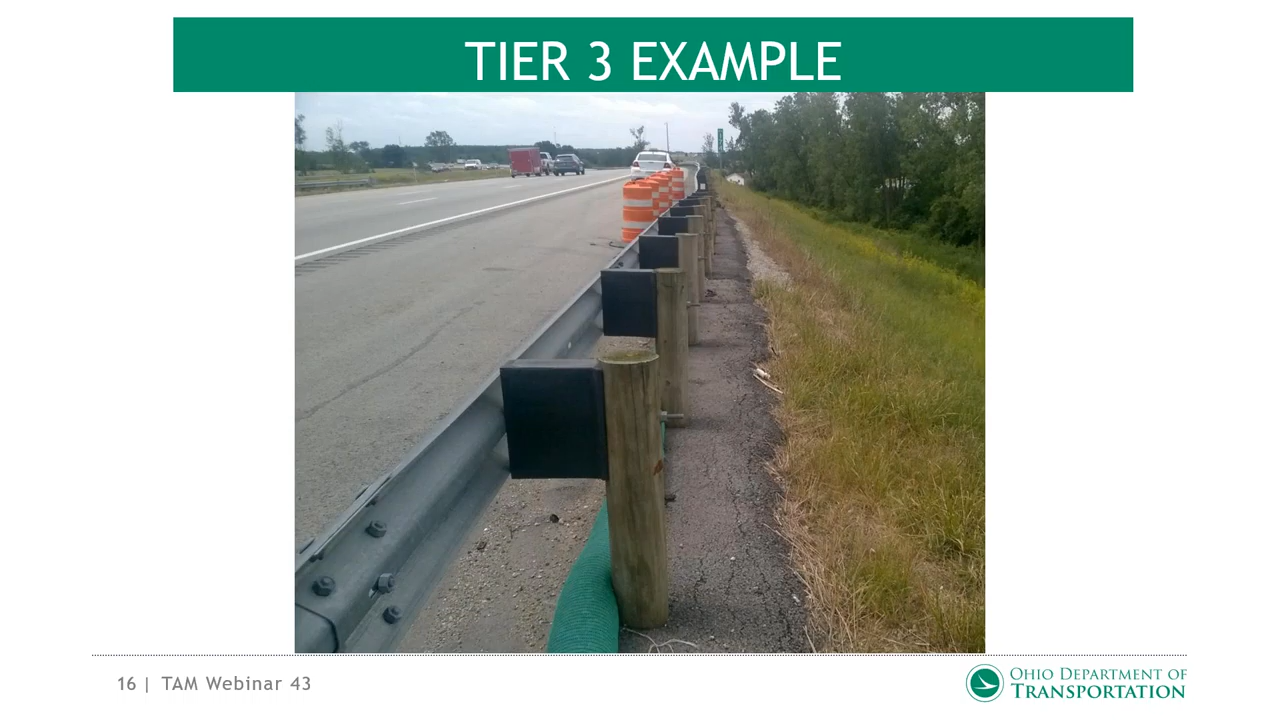 TIER 3 EXAMPLE
16 | TAM Webinar 43
OHIO DEPARTMENT OF
TRANSPORTATION